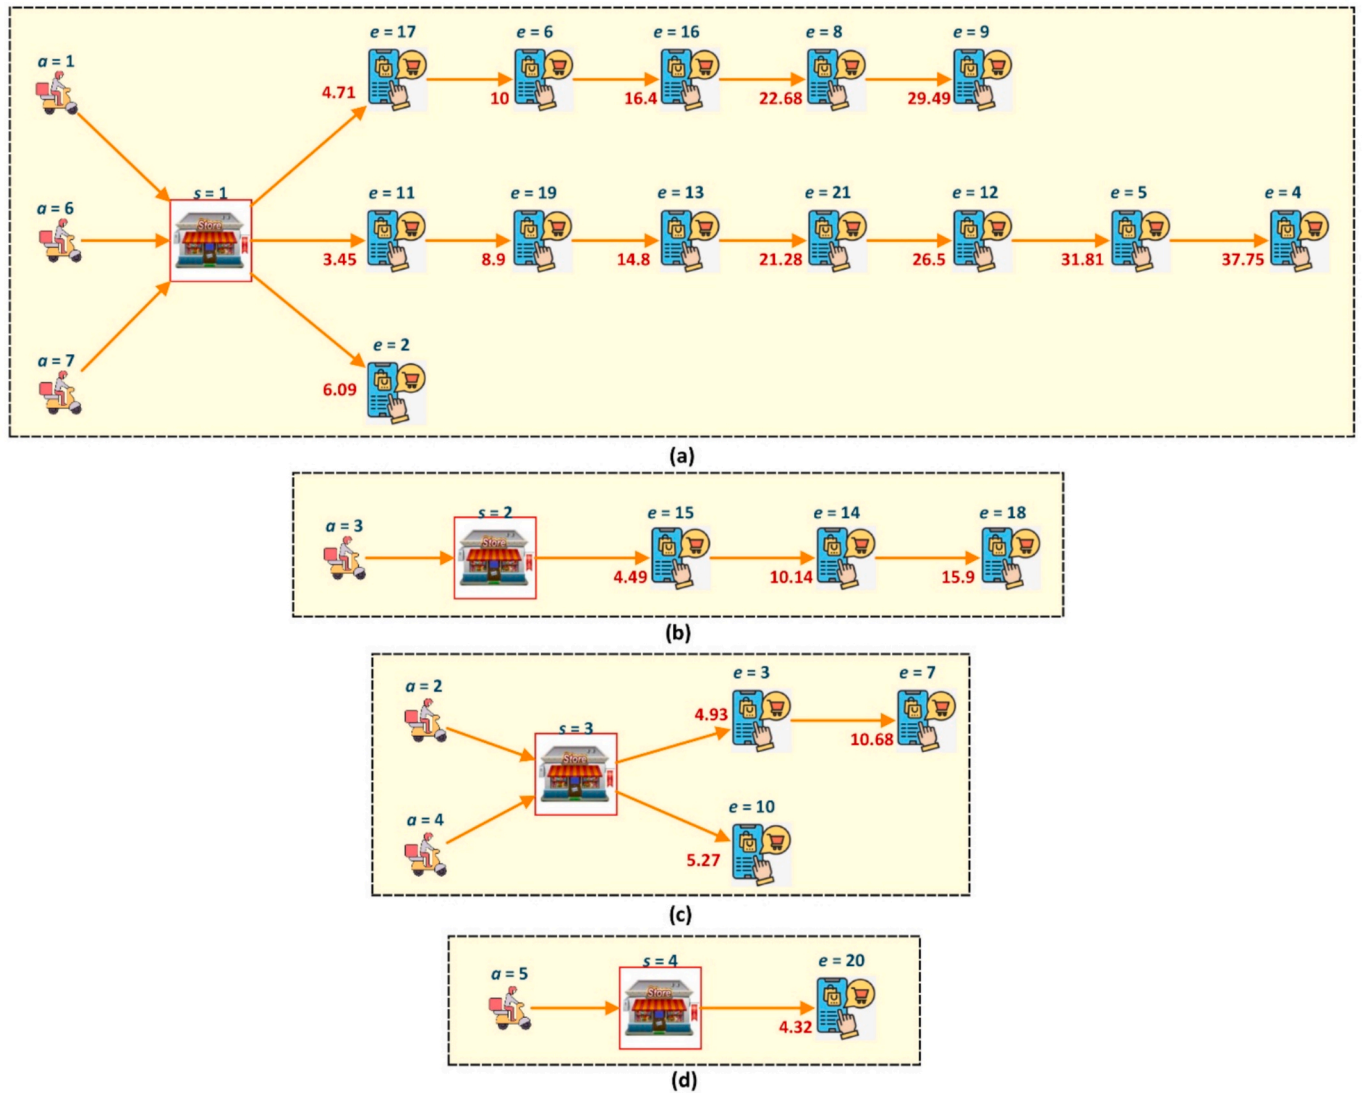 e = 17 e = 6 e = 16 e = 8 e = 9
a = 1
4.71 10 16.4 22.68 29.49
s = 1 e = 11 e = 19 e = 13 e = 21 e = 12 e = 5 e = 4
a = 6
Store
3.45 8.9 14.8 21.28 26.5 31.81 37.75
e = 2
a = 7
6.09
(a)
s = 2 e = 15 e = 14 e = 18
a = 3
Store
4.49 10.14 15.9
(b)
e = 3 e = 7
a = 2
4.93
s = 3
10.68
Store
e = 10
a = 4
5.27
(c)
s = 4 e = 20
a = 5
Store
4.32
(d)